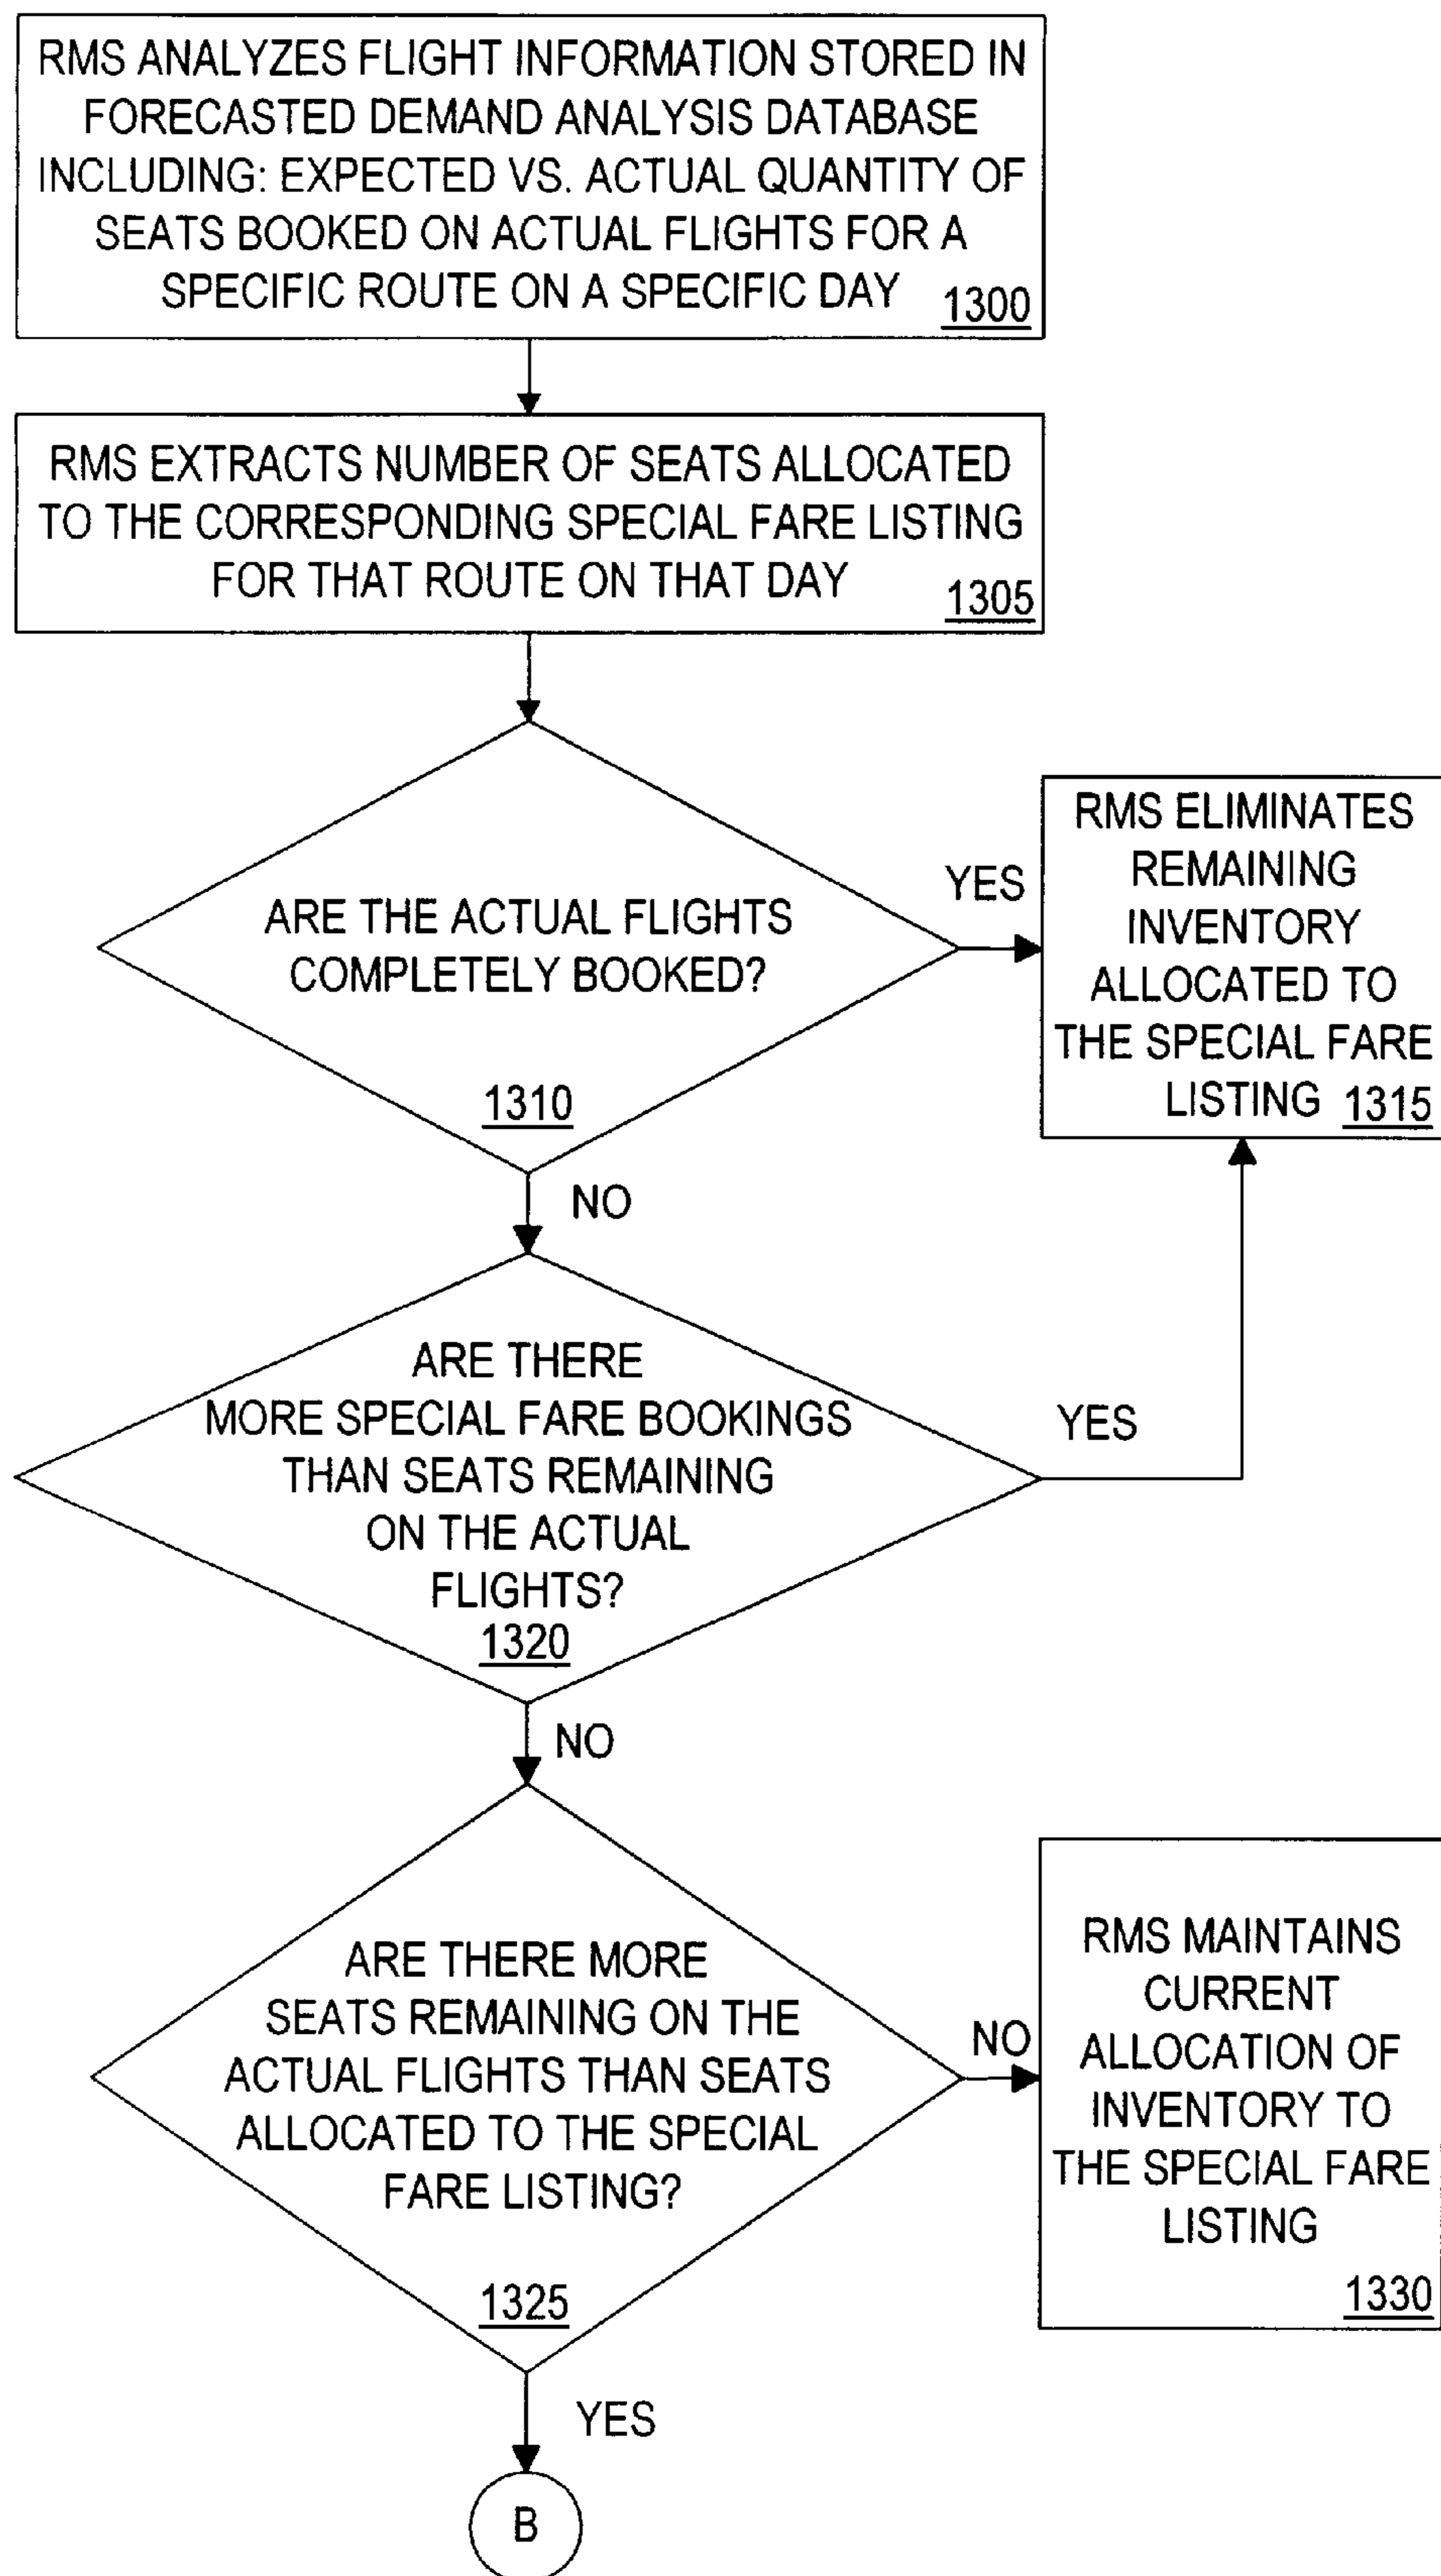 RMS ANALYZES FLIGHT INFORMATION STORED IN
FORECASTED DEMAND ANALYSIS DATABASE
INCLUDING: EXPECTED VS. ACTUAL QUANTITY OF
SEATS BOOKED ON ACTUAL FLIGHTS FOR A
SPECIFIC ROUTE ON A SPECIFIC DAY 1300
RMS EXTRACTS NUMBER OF SEATS ALLOCATED
TO THE CORRESPONDING SPECIAL FARE LISTING
FOR THAT ROUTE ON THAT DAY 1305
ARE THE ACTUAL FLIGHTS
COMPLETELY BOOKED?
1310
YES
RMS ELIMINATES
REMAINING
INVENTORY
ALLOCATED TO
THE SPECIAL FARE
LISTING 1315
NO
ARE THERE
MORE SPECIAL FARE BOOKINGS
THAN SEATS REMAINING
ON THE ACTUAL
FLIGHTS?
1320
YES
NO
ARE THERE MORE
SEATS REMAINING ON THE
ACTUAL FLIGHTS THAN SEATS
ALLOCATED TO THE SPECIAL
FARE LISTING?
1325
NO
RMS MAINTAINS
CURRENT
ALLOCATION OF
INVENTORY TO
THE SPECIAL FARE
LISTING
1330
YES
B